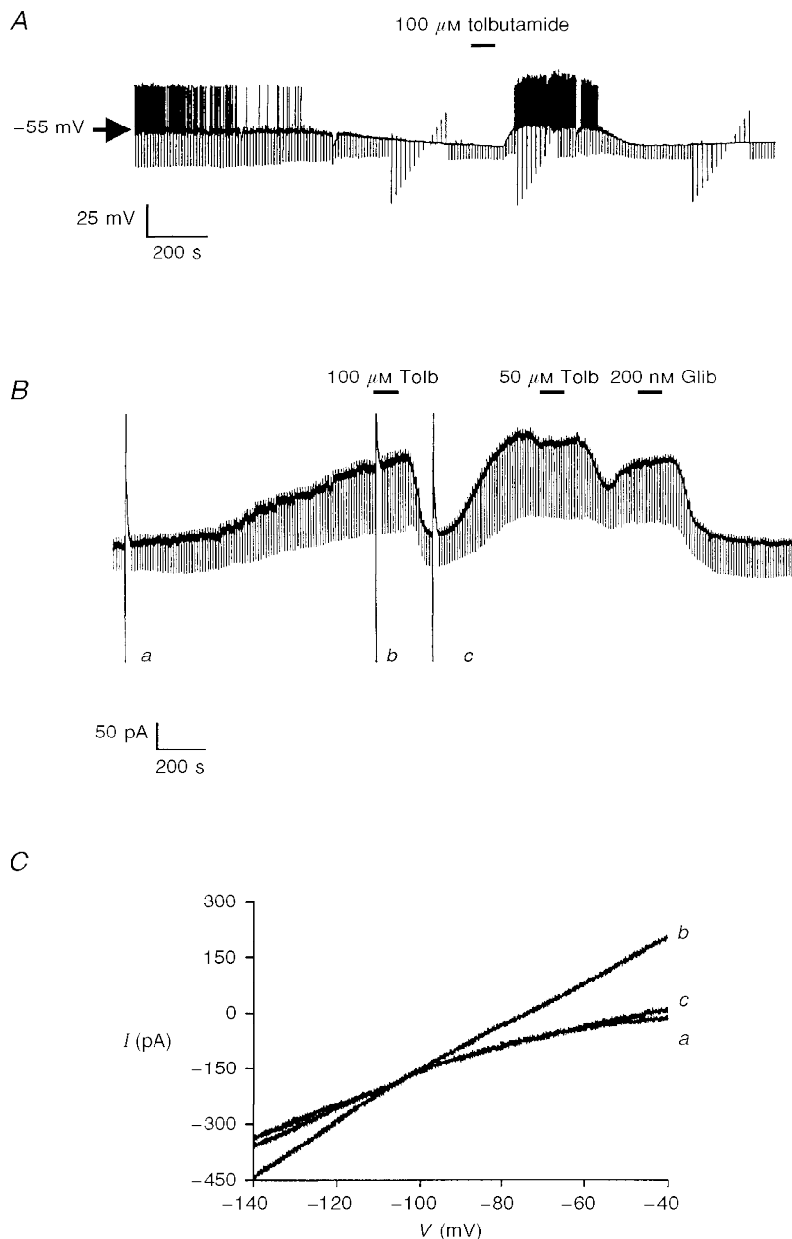 A
100 μM tolbutamide
−55 mV
25 mV
200 s
B
100 μM Tolb 50 μM Tolb 200 nM Glib
a b c
50 pA
200 s
C
300
150
0
−150
−300
−450
I (pA)
b
c
a
−140 −120 −100 −80 −60 −40
V (mV)